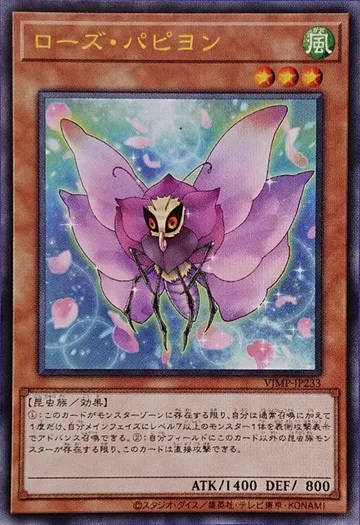 ローズ・パピヨン
風
VJMP-JP233
【昆虫族/効果】
①：このカードがモンスターゾーンに存在する限り、自分は通常召喚に加えて
１度だけ、自分メインフェイズにレベル７以上のモンスター１体を表側攻撃表
示でアドバンス召喚できる。②：自分フィールドにこのカード以外の昆虫族モン
スターが存在する限り、このカードは直接攻撃できる。
ATK/1400 DEF/ 800
©スタジオ・ダイス/集英社・テレビ東京・KONAMI